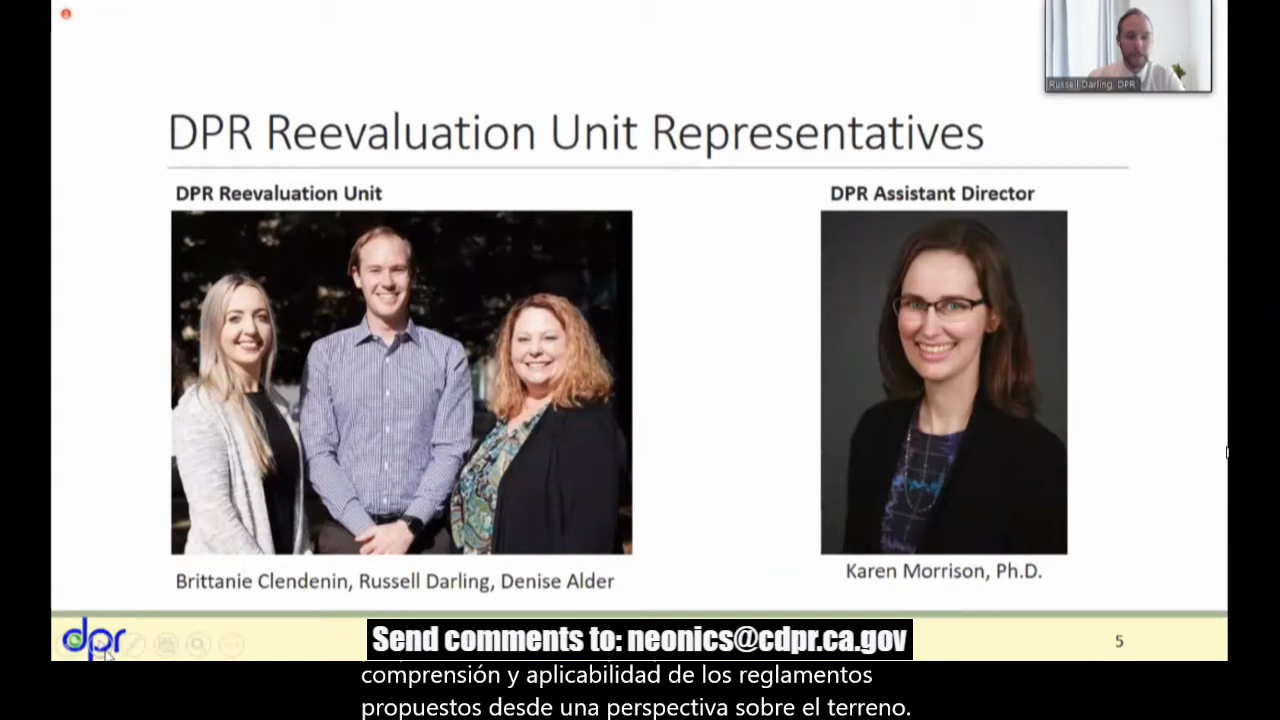 Russell Darling, DPR
DPR Reevaluation Unit Representatives
DPR Reevaluation Unit
DPR Assistant Director
Brittanie Clendenin, Russell Darling, Denise Alder
Karen Morrison, Ph.D.
dpr
Send comments to: neonics@cdpr.ca.gov
5
comprensión y aplicabilidad de los reglamentos
propuestos desde una perspectiva sobre el terreno.